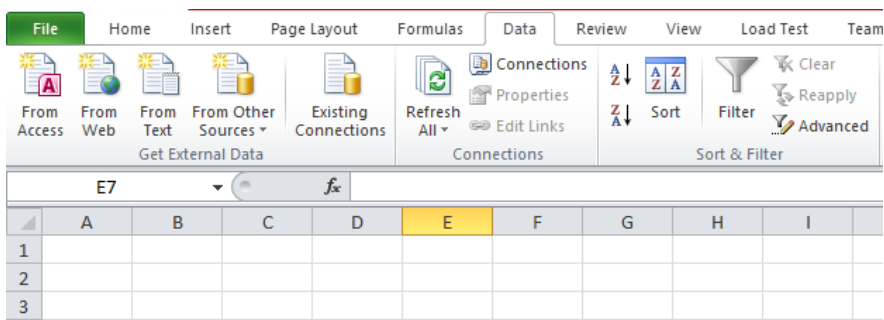 File Home Insert Page Layout Formulas Data Review View Load Test Team
From Access
From Web
From Text
From Other Sources
Existing Connections
Refresh All
Connections
Properties
Edit Links
Sort
Filter
Clear
Reapply
Advanced
Get External Data Connections Sort & Filter
E7 fx
A B C D E F G H I
1
2
3